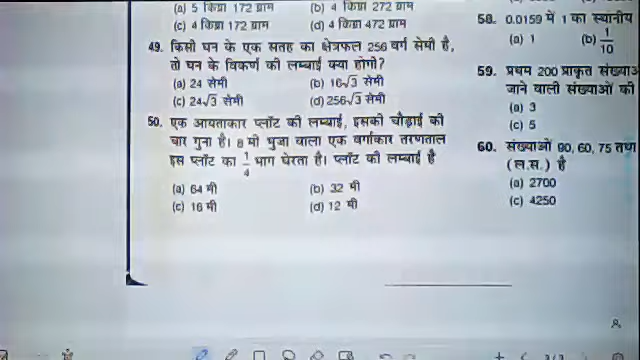 (a) 5 किग्रा 172 ग्राम (b) 4 किग्रा 272 ग्राम
(c) 4 किग्रा 172 ग्राम (d) 4 किग्रा 472 ग्राम
49. किसी घन के एक सतह का क्षेत्रफल 256 वर्ग सेमी है,
तो घन के विकर्ण की लम्बाई क्या होगी?
(a) 24 सेमी (b) 16√3 सेमी
(c) 24√3 सेमी (d) 256√3 सेमी
50. एक आयताकार प्लॉट की लम्बाई, इसकी चौड़ाई की
चार गुना है। 8 मी भुजा वाला एक वर्गाकार तरणताल
इस प्लॉट का 1/4 भाग घेरता है। प्लॉट की लम्बाई है
(a) 64 मी (b) 32 मी
(c) 16 मी (d) 12 मी
58. 0.0159 में 1 का स्थानीय
(a) 1 (b) 1/10
59. प्रथम 200 प्राकृत संख्याओं
जाने वाली संख्याओं की
(a) 3
(c) 5
60. संख्याओं 90, 60, 75 तथा
(ल.स.) है
(a) 2700
(c) 4250